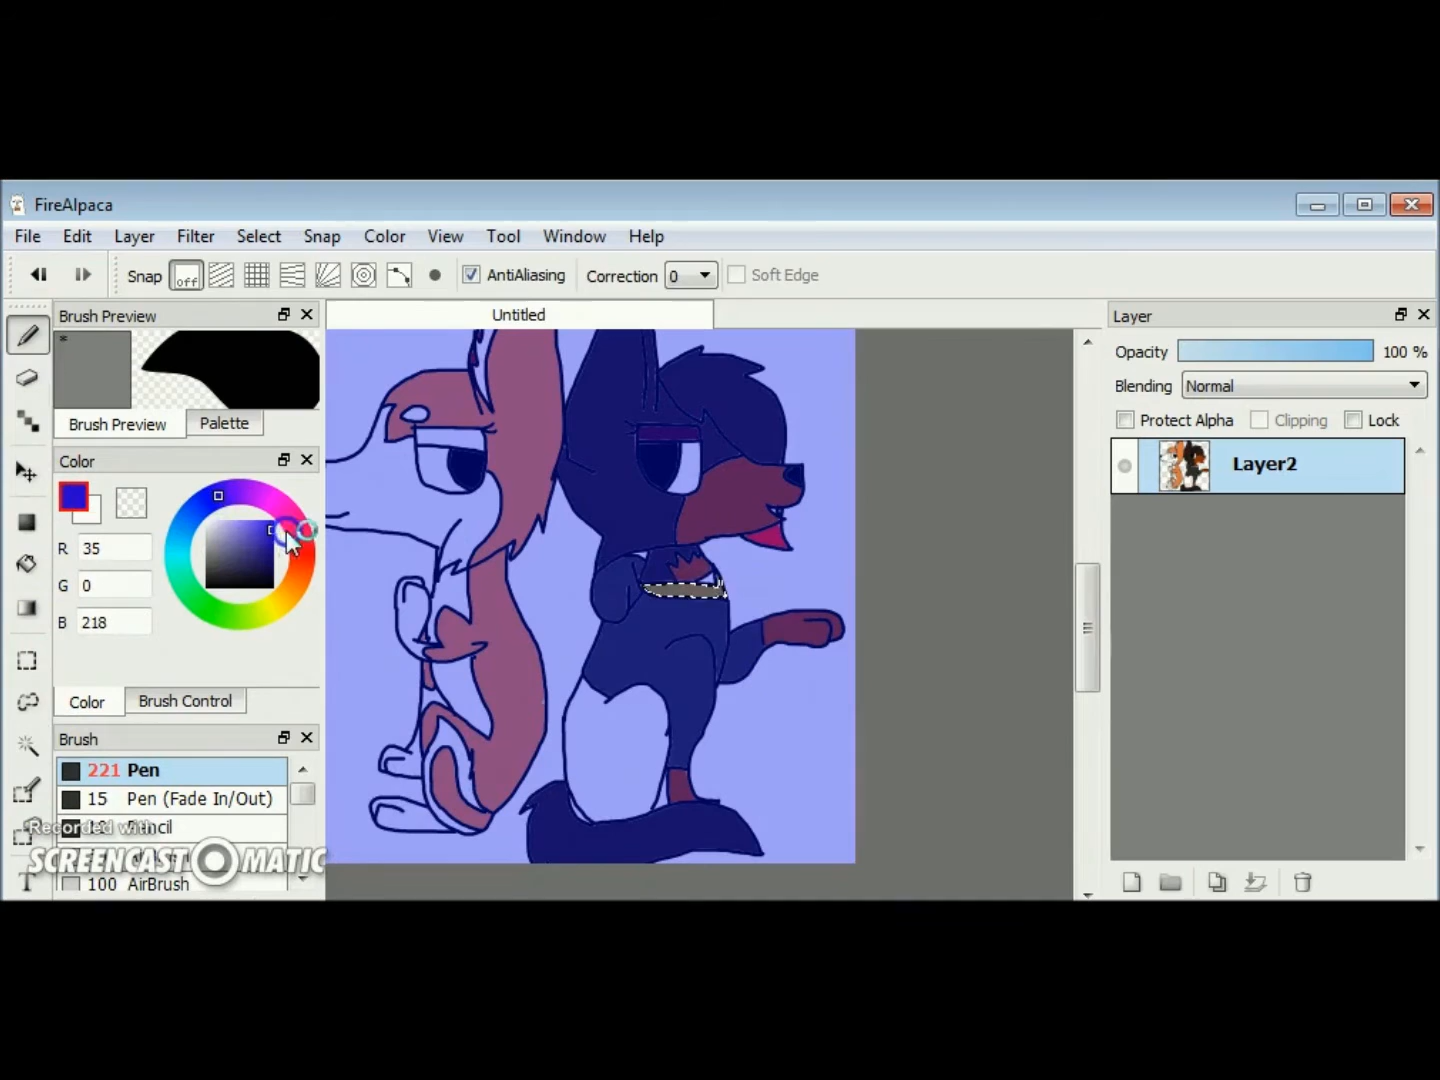 FireAlpaca
File Edit Layer Filter Select Snap Color View Tool Window Help
Snap off AntiAliasing Correction 0 Soft Edge
Brush Preview
Untitled
Layer
*
Opacity 100 %
Blending Normal
Brush Preview Palette
Protect Alpha Clipping Lock
Color
Layer2
R 35
G 0
B 218
Color Brush Control
Brush
221 Pen
15 Pen (Fade In/Out)
Pencil
Recorded with
SCREENCAST MATIC
100 AirBrush
T